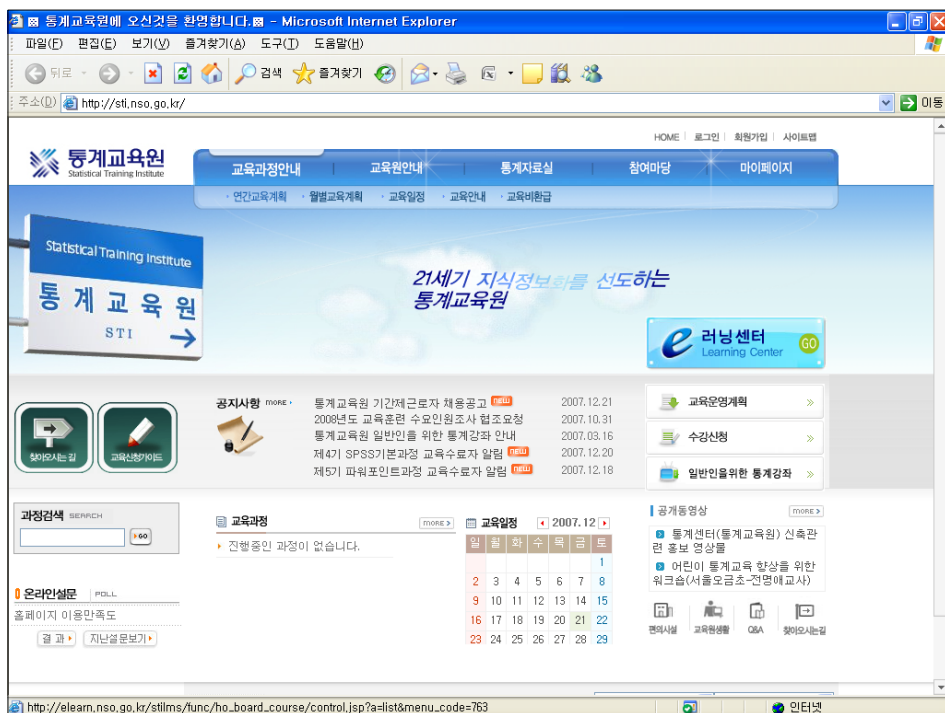 통계교육원에 오신것을 환영합니다. - Microsoft Internet Explorer
파일(F) 편집(E) 보기(V) 즐겨찾기(A) 도구(T) 도움말(H)
뒤로 검색 즐겨찾기
주소(D) http://sti.nso.go.kr/ 이동
HOME 로그인 회원가입 사이트맵
통계교육원
Statistical Training Institute
교육과정안내 교육원안내 통계자료실 참여마당 마이페이지
· 연간교육계획 · 월별교육계획 · 교육일정 · 교육안내 · 교육비환급
Statistical Training Institute
통계교육원
STI
21세기 지식정보화를 선도하는
통계교육원
e 러닝센터 GO
Learning Center
찾아오시는 길 교육신청가이드
공지사항 more
통계교육원 기간제근로자 채용공고 new 2007.12.21
2008년도 교육훈련 수요인원조사 협조요청 2007.10.31
통계교육원 일반인을 위한 통계강좌 안내 2007.03.16
제4기 SPSS기본과정 교육수료자 알림 new 2007.12.20
제5기 파워포인트과정 교육수료자 알림 new 2007.12.18
교육운영계획 »
수강신청 »
일반인을위한 통계강좌 »
과정검색 SEARCH
GO
온라인설문 POLL
홈페이지 이용만족도
결 과 지난설문보기
교육과정 more
진행중인 과정이 없습니다.
교육일정 2007.12
일 월 화 수 목 금 토
1
2 3 4 5 6 7 8
9 10 11 12 13 14 15
16 17 18 19 20 21 22
23 24 25 26 27 28 29
공개동영상 more
통계센터(통계교육원) 신축관
련 홍보 영상물
어린이 통계교육 향상을 위한
워크숍(서울오금초-전명애교사)
편의시설 교육원생활 Q&A 찾아오시는길
http://elearn.nso.go.kr/stilms/func/ho_board_course/control.jsp?a=list&menu_code=763 인터넷